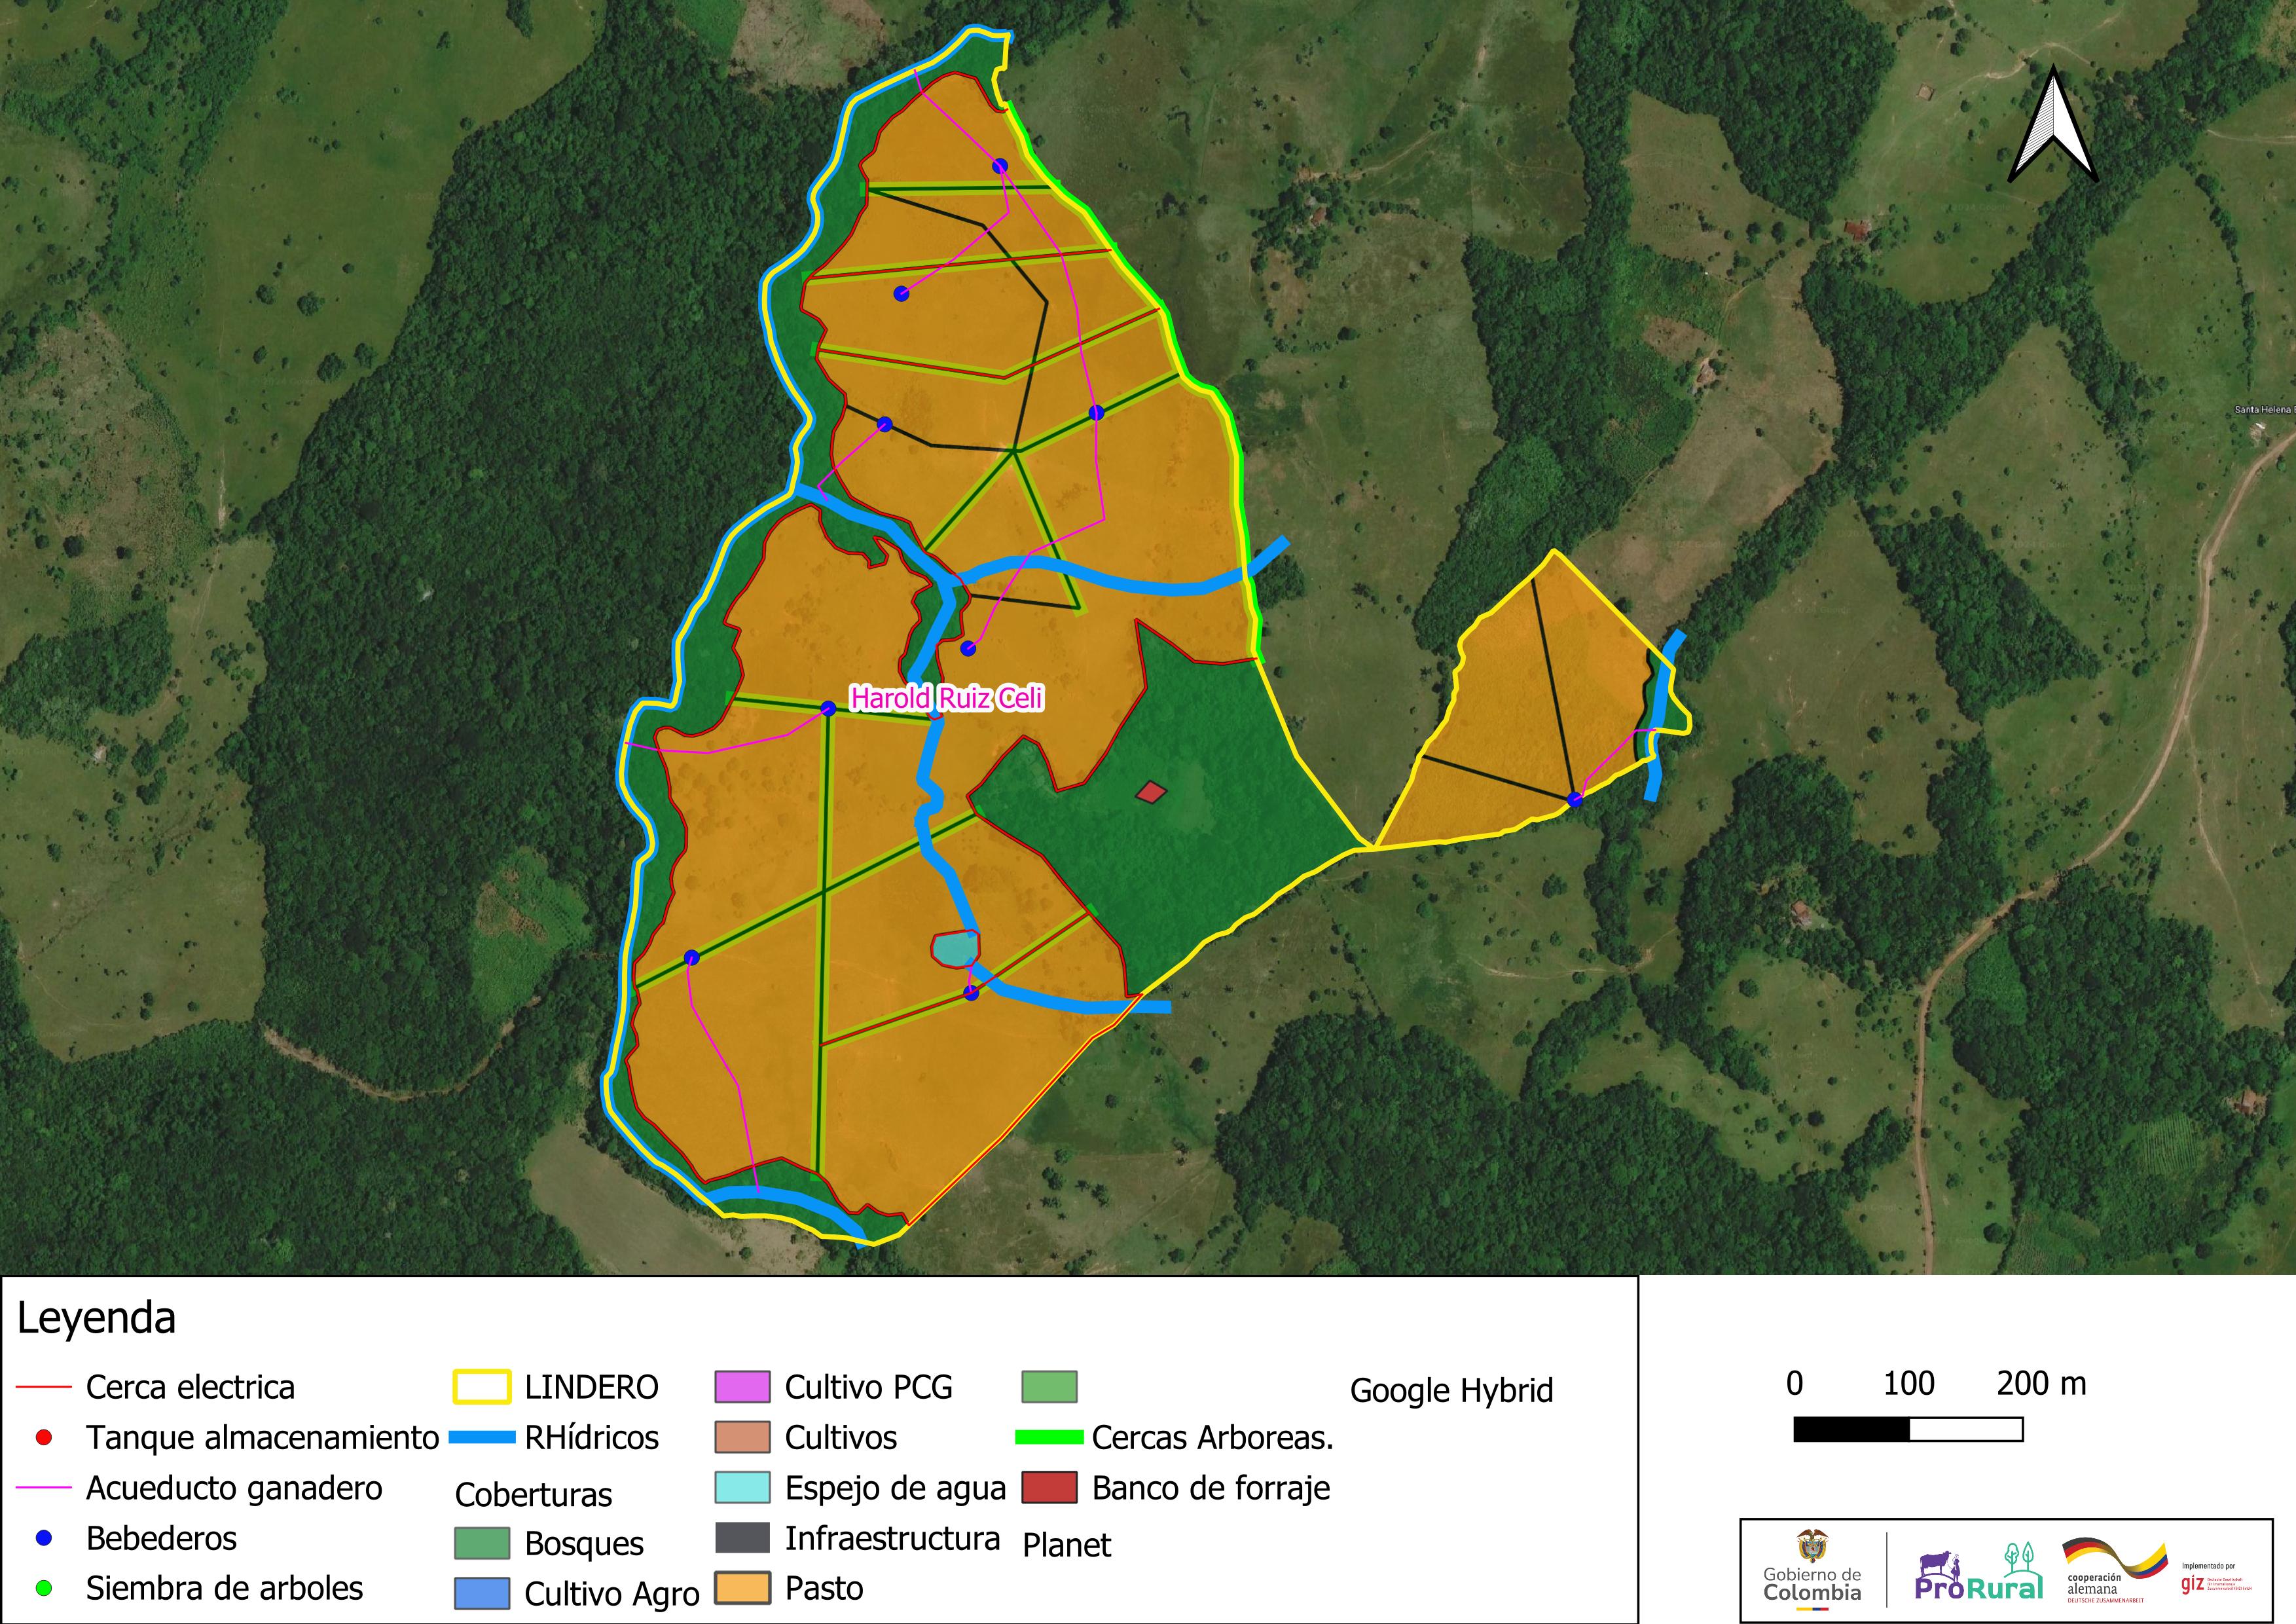 Santa Helena
Harold Ruiz Celi
Leyenda
Cerca electrica
Tanque almacenamiento
Acueducto ganadero
Bebederos
Siembra de arboles
LINDERO
RHídricos
Coberturas
Bosques
Cultivo Agro
Cultivo PCG
Cultivos
Espejo de agua
Infraestructura
Pasto
Cercas Arboreas.
Banco de forraje
Planet
Google Hybrid
0 100 200 m
Gobierno de
Colombia
ProRural
cooperación
alemana
DEUTSCHE ZUSAMMENARBEIT
Implementado por
giz